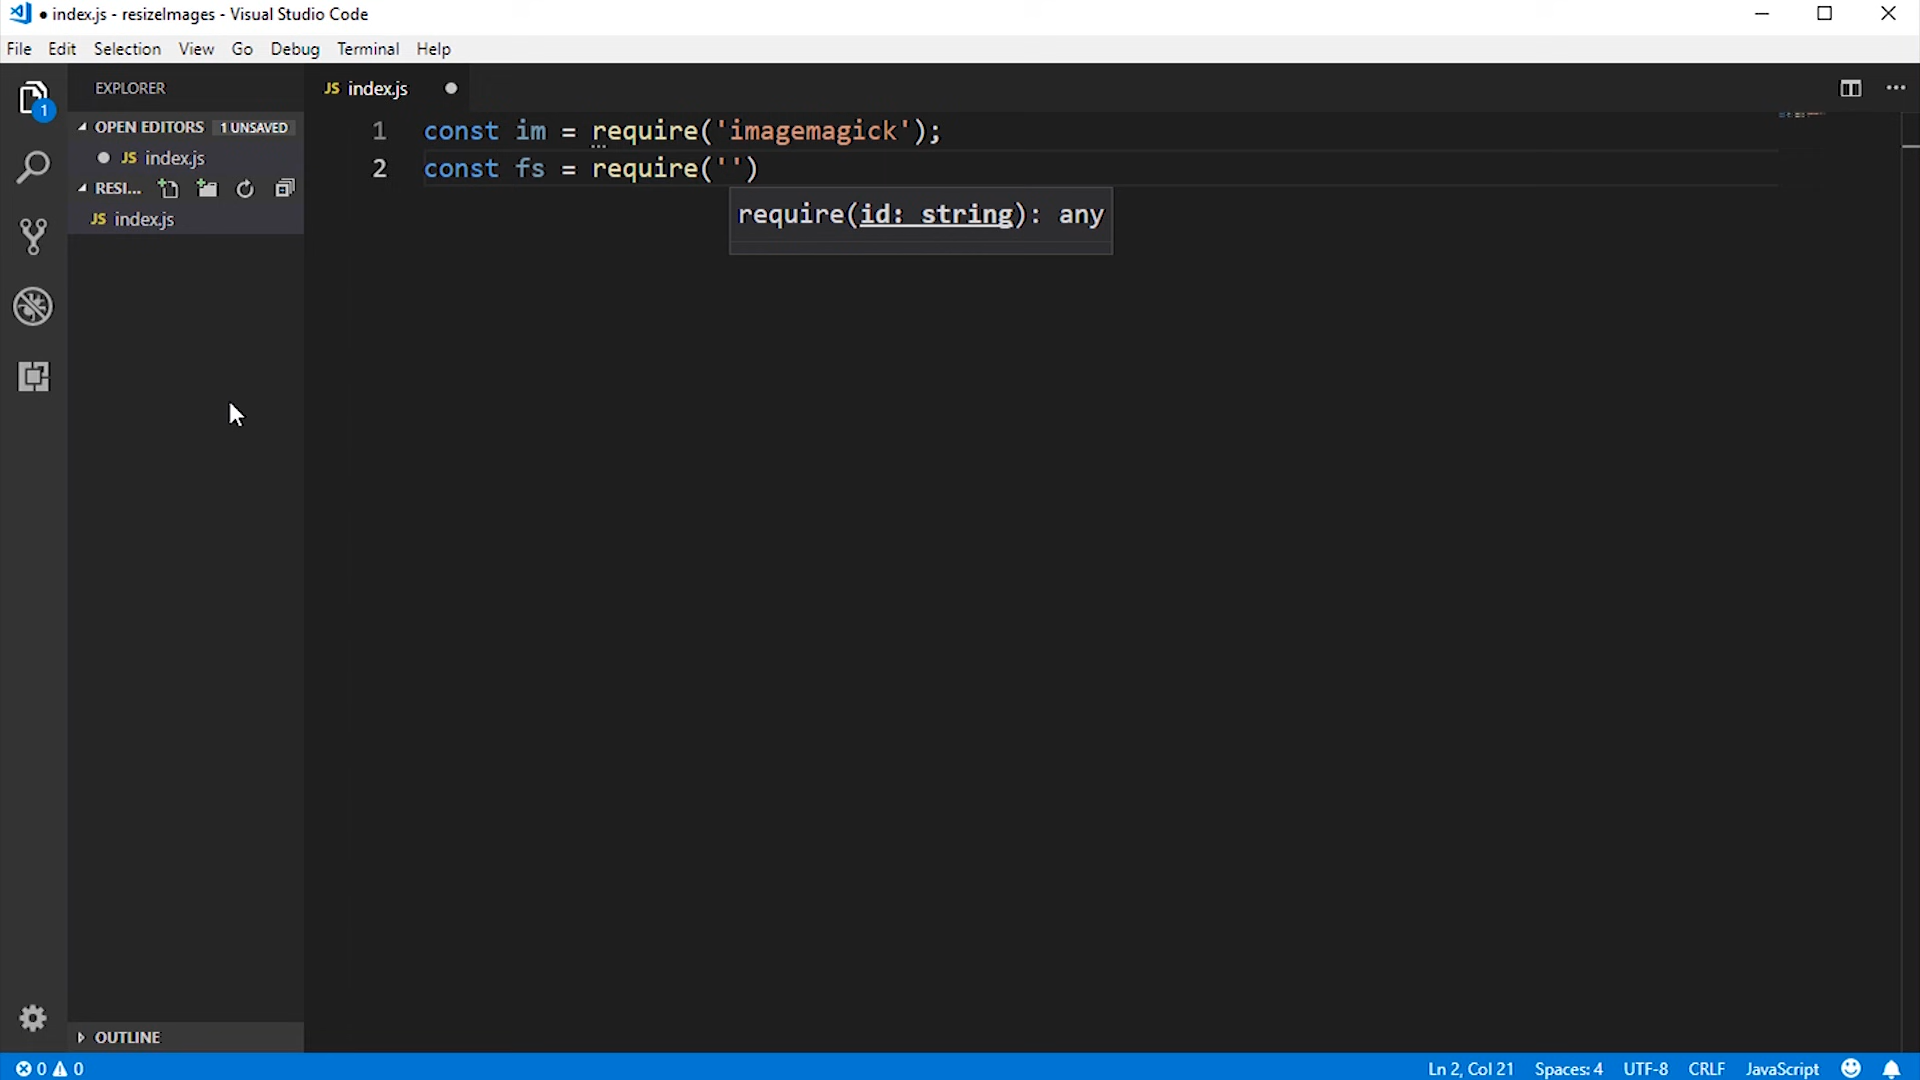 ● index.js - resizeImages - Visual Studio Code
File Edit Selection View Go Debug Terminal Help
EXPLORER
JS index.js
1
OPEN EDITORS 1 UNSAVED
JS index.js
RESI...
JS index.js
1 const im = require('imagemagick');
2 const fs = require('')
require(id: string): any
OUTLINE
0 0
Ln 2, Col 21 Spaces: 4 UTF-8 CRLF JavaScript